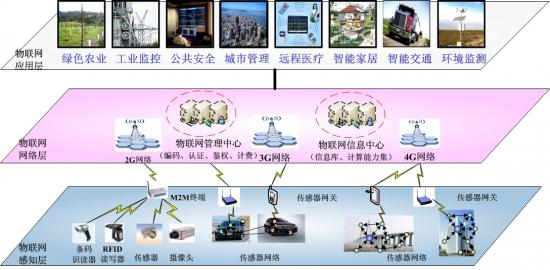 物联网
应用层
绿色农业 工业监控 公共安全 城市管理 远程医疗 智能家居 智能交通 环境监测
物联网
网络层
物联网管理中心
(编码、认证、鉴权、计费)
物联网信息中心
(信息库、计算能力集)
2G网络
3G网络
4G网络
物联网
感知层
M2M终端
传感器网关
传感器网关
条码
识读器
RFID
读写器
传感器
摄像头
传感器网络
传感器网络